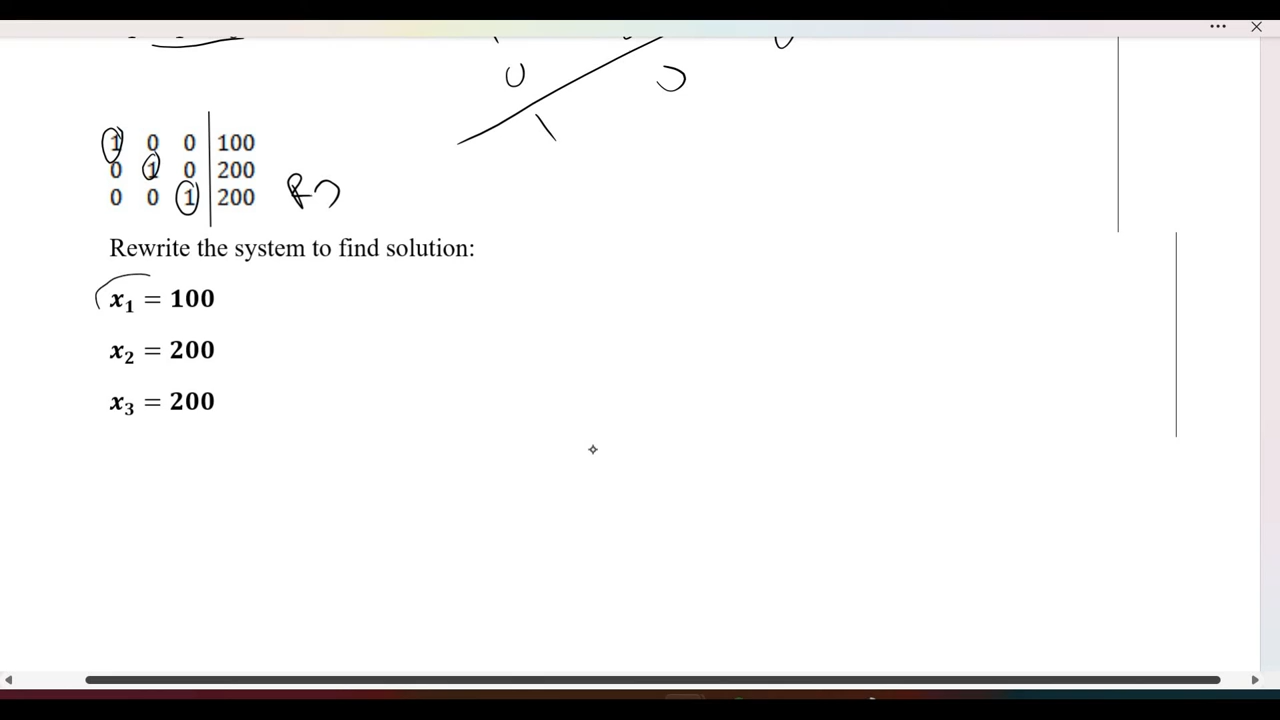 0
1 0 0 | 100
0 1 0 | 200
0 0 1 | 200
Rewrite the system to find solution:
x₁ = 100
x₂ = 200
x₃ = 200